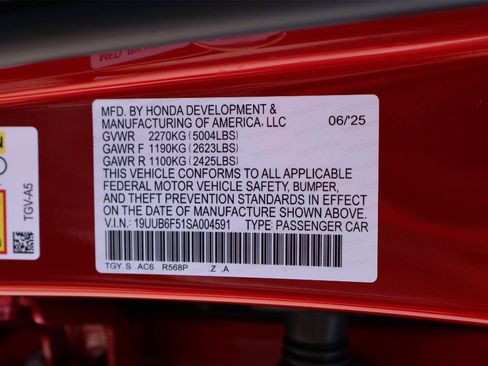 MFD. BY HONDA DEVELOPMENT &
MANUFACTURING OF AMERICA, LLC 06/'25
GVWR 2270KG (5004LBS)
GAWR F 1190KG (2623LBS)
GAWR R 1100KG (2425LBS)
THIS VEHICLE CONFORMS TO ALL APPLICABLE
FEDERAL MOTOR VEHICLE SAFETY, BUMPER,
AND THEFT PREVENTION STANDARDS IN EFFECT
ON THE DATE OF MANUFACTURE SHOWN ABOVE.
V.I.N.: 19UUB6F51SA004591 TYPE: PASSENGER CAR
TGY S AC6 R568P .Z .A
TGV-A5